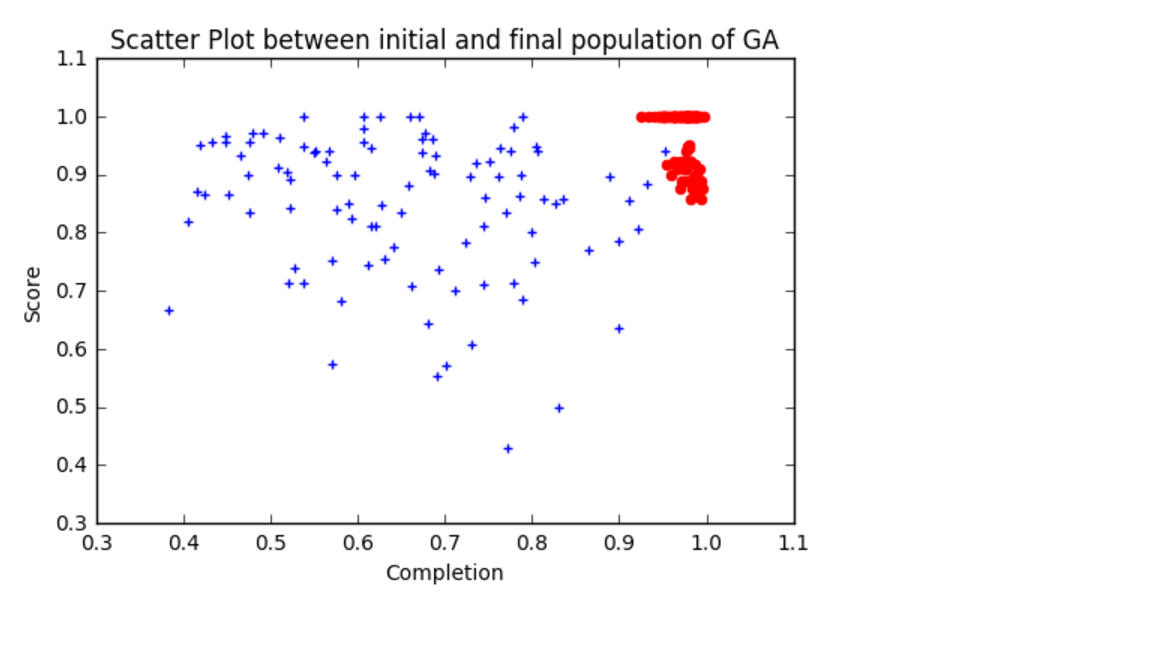 Scatter Plot between initial and final population of GA
1.1
1.0
0.9
0.8
0.7
0.6
0.5
0.4
0.3
Score
0.3 0.4 0.5 0.6 0.7 0.8 0.9 1.0 1.1
Completion